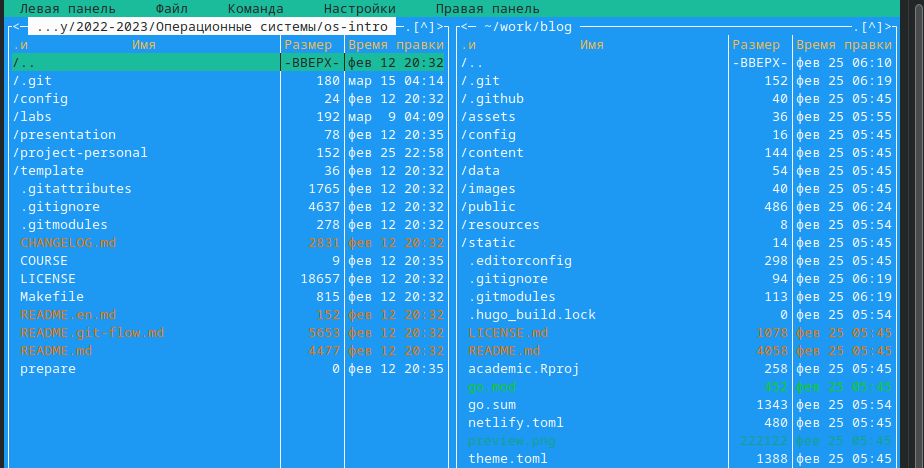 Левая панель Файл Команда Настройки Правая панель
<─ ...y/2022-2023/Операционные системы/os-intro ─.[^]>
.и Имя Размер Время правки
/.. -ВВЕРХ- фев 12 20:32
/.git 180 мар 15 04:14
/config 24 фев 12 20:32
/labs 192 мар 9 04:09
/presentation 78 фев 12 20:35
/project-personal 152 фев 25 22:58
/template 36 фев 12 20:32
.gitattributes 1765 фев 12 20:32
.gitignore 4637 фев 12 20:32
.gitmodules 278 фев 12 20:32
CHANGELOG.md 2831 фев 12 20:32
COURSE 9 фев 12 20:35
LICENSE 18657 фев 12 20:32
Makefile 815 фев 12 20:32
README.en.md 152 фев 12 20:32
README.git-flow.md 5653 фев 12 20:32
README.md 4477 фев 12 20:32
prepare 0 фев 12 20:35
<─ ~/work/blog ─.[^]>
.и Имя Размер Время правки
/.. -ВВЕРХ- фев 25 06:10
/.git 152 фев 25 06:19
/.github 40 фев 25 05:45
/assets 36 фев 25 05:55
/config 16 фев 25 05:45
/content 144 фев 25 05:45
/data 54 фев 25 05:45
/images 40 фев 25 05:45
/public 486 фев 25 06:24
/resources 8 фев 25 05:54
/static 14 фев 25 05:45
.editorconfig 298 фев 25 05:45
.gitignore 94 фев 25 06:19
.gitmodules 113 фев 25 06:19
.hugo_build.lock 0 фев 25 05:54
LICENSE.md 1078 фев 25 05:45
README.md 4058 фев 25 05:45
academic.Rproj 258 фев 25 05:45
go.mod фев 25 05:45
go.sum 1343 фев 25 05:54
netlify.toml 480 фев 25 05:45
preview.png фев 25 05:45
theme.toml 1388 фев 25 05:45